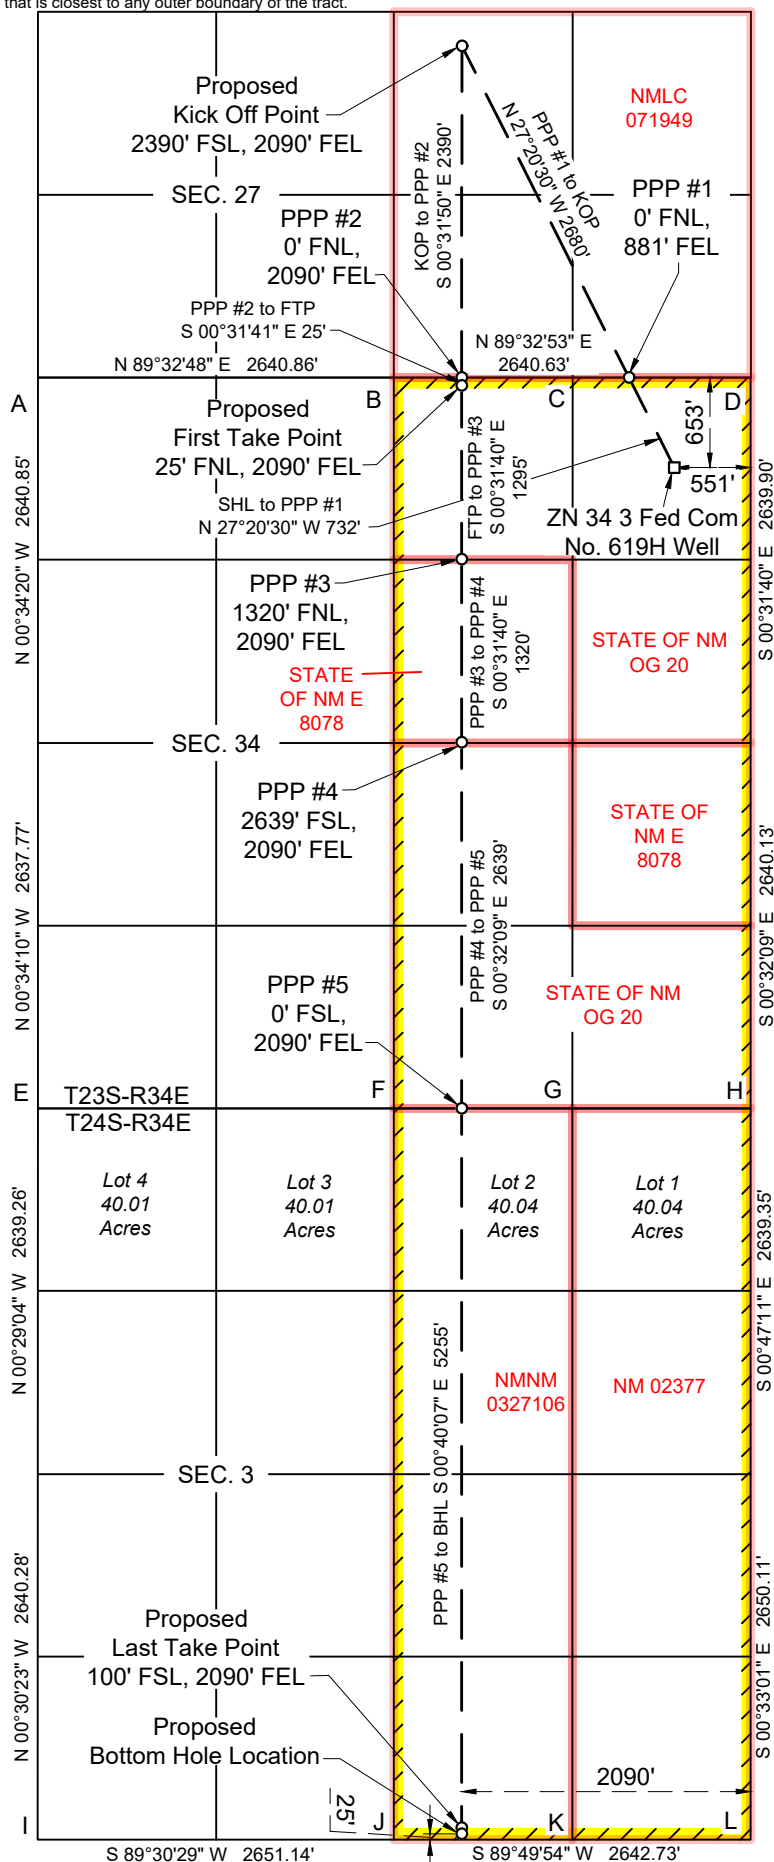 that is closest to any outer boundary of the tract.
Proposed
Kick Off Point
2390' FSL, 2090' FEL
NMLC
071949
PPP #1 to KOP
N 27°20'30" W 2680'
KOP to PPP #2
S 00°31'50" E 2390'
SEC. 27
PPP #1
0' FNL,
881' FEL
PPP #2
0' FNL,
2090' FEL
PPP #2 to FTP
S 00°31'41" E 25'
N 89°32'48" E 2640.86'
N 89°32'53" E
2640.63'
A
B
C
D
Proposed
First Take Point
25' FNL, 2090' FEL
653'
551'
SHL to PPP #1
N 27°20'30" W 732'
FTP to PPP #3
S 00°31'40" E
1295'
ZN 34 3 Fed Com
No. 619H Well
N 00°34'20" W 2640.85'
S 00°31'40" E 2639.90'
PPP #3
1320' FNL,
2090' FEL
PPP #3 to PPP #4
S 00°31'40" E
1320'
STATE OF NM
OG 20
STATE
OF NM E
8078
SEC. 34
PPP #4
2639' FSL,
2090' FEL
STATE OF
NM E
8078
N 00°34'10" W 2637.77'
PPP #4 to PPP #5
S 00°32'09" E 2639'
S 00°32'09" E 2640.13'
PPP #5
0' FSL,
2090' FEL
STATE OF NM
OG 20
E
T23S-R34E
T24S-R34E
F
G
H
Lot 4
40.01
Acres
Lot 3
40.01
Acres
Lot 2
40.04
Acres
Lot 1
40.04
Acres
N 00°29'04" W 2639.26'
S 00°47'11" E 2639.35'
PPP #5 to BHL S 00°40'07" E 5255'
NMNM
0327106
NM 02377
SEC. 3
N 00°30'23" W 2640.28'
S 00°33'01" E 2650.11'
Proposed
Last Take Point
100' FSL, 2090' FEL
Proposed
Bottom Hole Location
2090'
25'
I
J
K
L
S 89°30'29" W 2651.14'
S 89°49'54" W 2642.73'